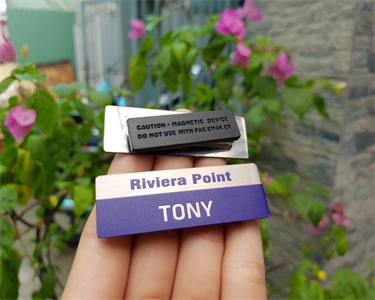 CAUTION - MAGNETIC DEVICE
DO NOT USE WITH PACEMAKER
Riviera Point
TONY